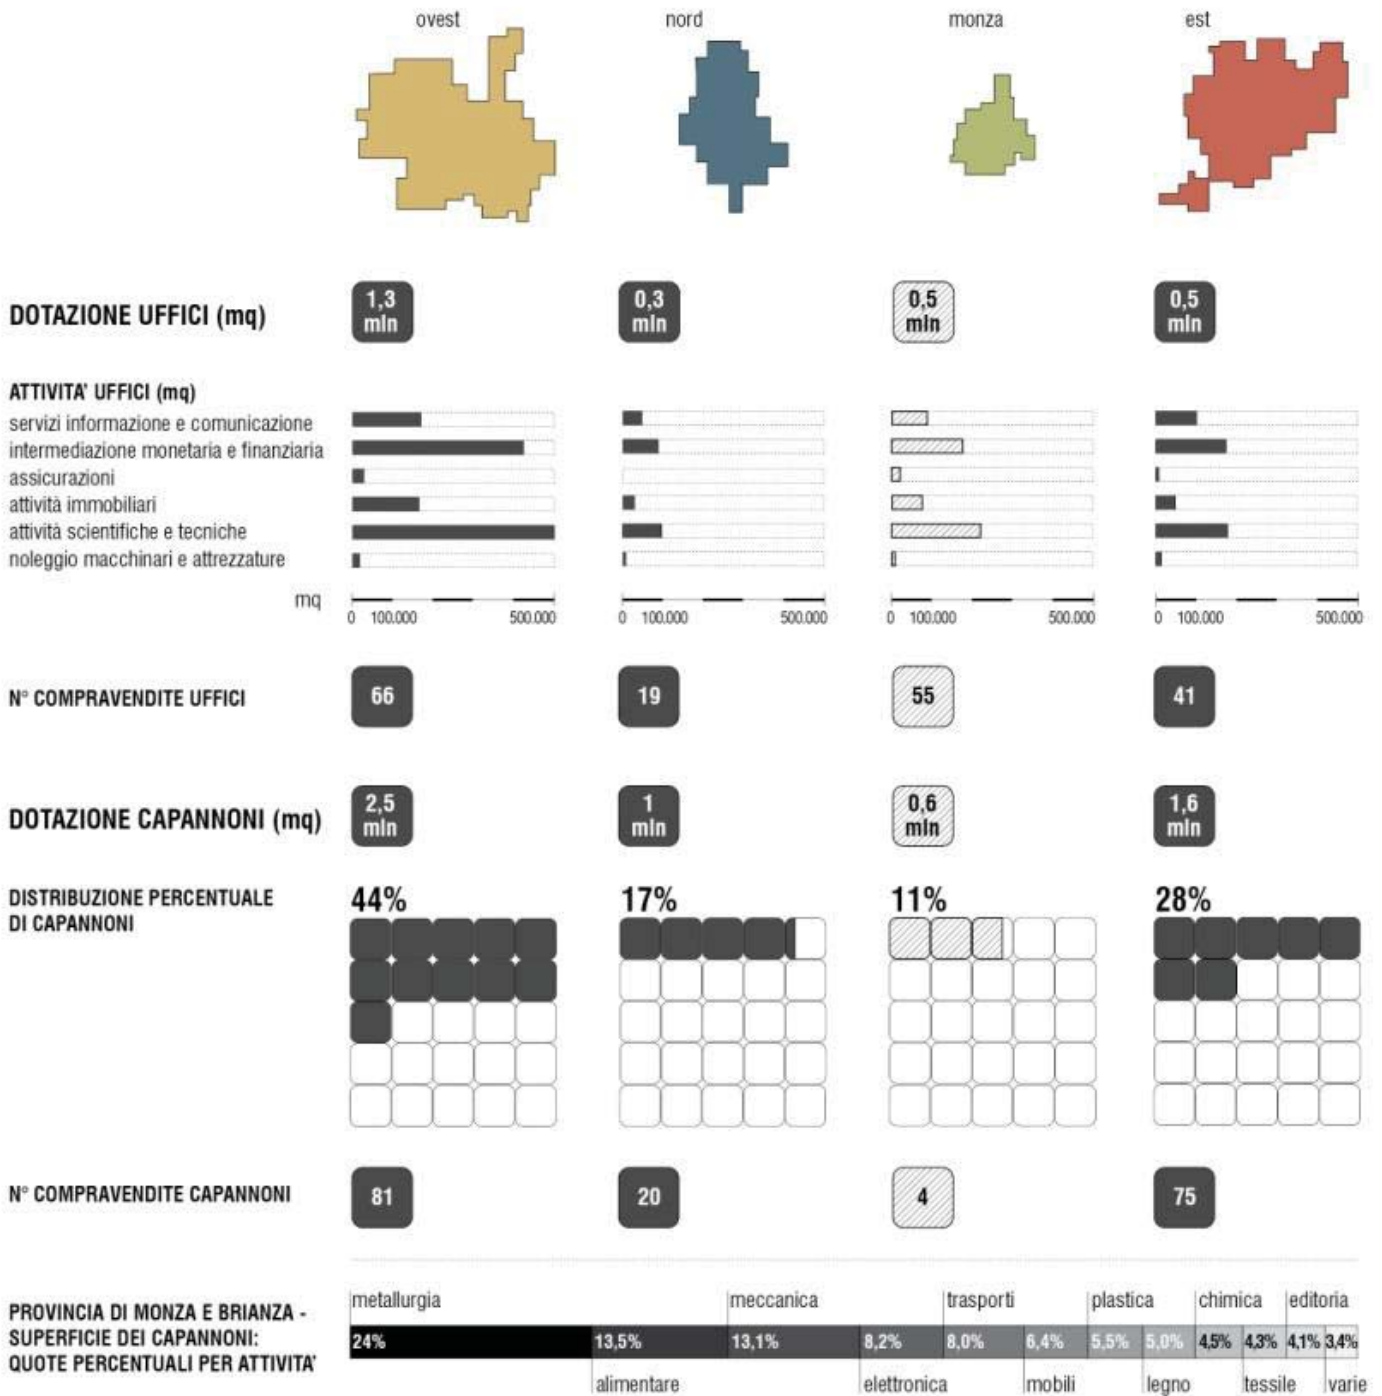 ovest
nord
monza
est
DOTAZIONE UFFICI (mq)
1,3 mln
0,3 mln
0,5 mln
0,5 mln
ATTIVITA' UFFICI (mq)
servizi informazione e comunicazione
intermediazione monetaria e finanziaria
assicurazioni
attività immobiliari
attività scientifiche e tecniche
noleggio macchinari e attrezzature
mq
0 100.000 500.000
0 100.000 500.000
0 100.000 500.000
0 100.000 500.000
N° COMPRAVENDITE UFFICI
66
19
55
41
DOTAZIONE CAPANNONI (mq)
2,5 mln
1 mln
0,6 mln
1,6 mln
DISTRIBUZIONE PERCENTUALE
DI CAPANNONI
44%
17%
11%
28%
N° COMPRAVENDITE CAPANNONI
81
20
4
75
PROVINCIA DI MONZA E BRIANZA -
SUPERFICIE DEI CAPANNONI:
QUOTE PERCENTUALI PER ATTIVITA'
metallurgia meccanica trasporti plastica chimica editoria
24% 13,5% 13,1% 8,2% 8,0% 6,4% 5,5% 5,0% 4,5% 4,3% 4,1% 3,4%
alimentare elettronica mobili legno tessile varie